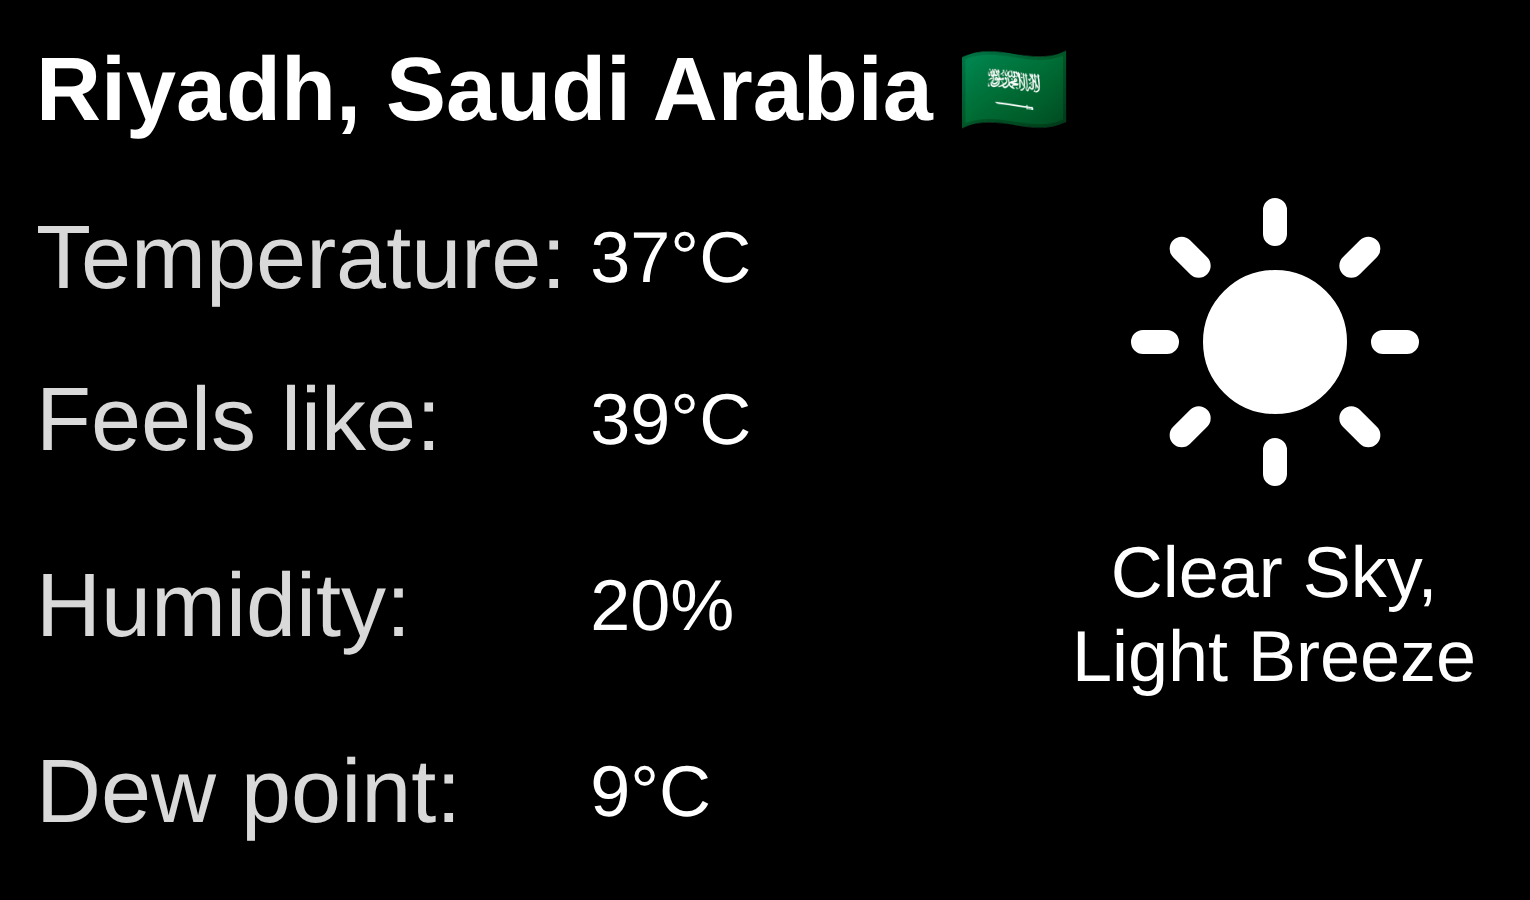 Riyadh, Saudi Arabia
Temperature: 37°C
Feels like: 39°C
Humidity: 20%
Dew point: 9°C
Clear Sky,
Light Breeze